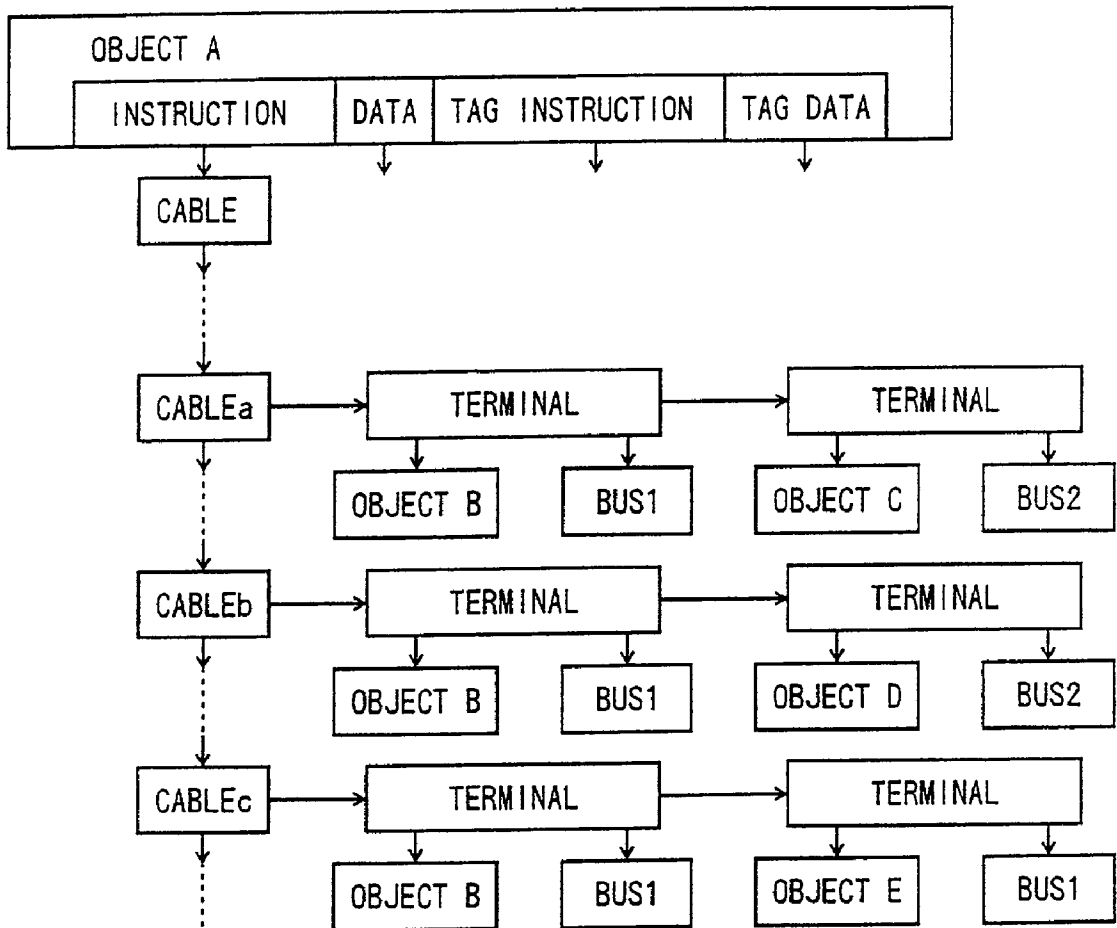 OBJECT A
INSTRUCTION DATA TAG INSTRUCTION TAG DATA
CABLE
CABLEa TERMINAL TERMINAL
OBJECT B BUS1 OBJECT C BUS2
CABLEb TERMINAL TERMINAL
OBJECT B BUS1 OBJECT D BUS2
CABLEc TERMINAL TERMINAL
OBJECT B BUS1 OBJECT E BUS1